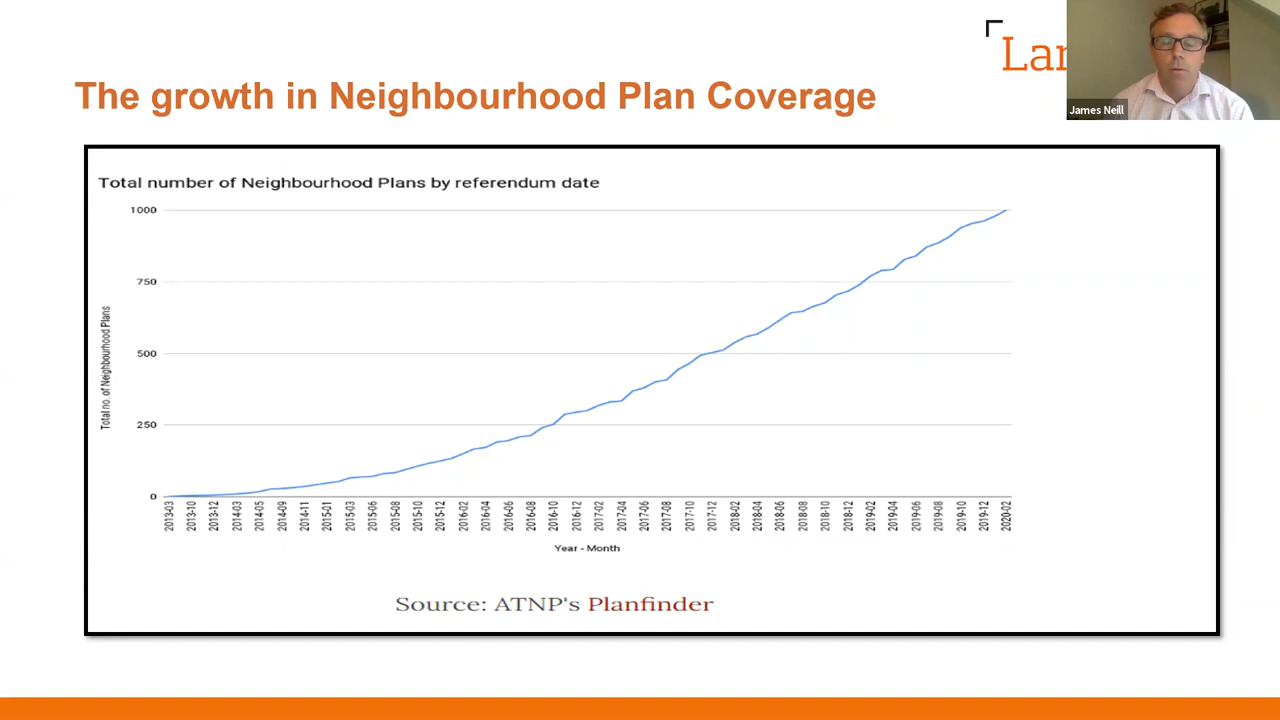 Lan
James Neill
The growth in Neighbourhood Plan Coverage
Total number of Neighbourhood Plans by referendum date
Total no. of Neighbourhood Plans
1000
750
500
250
0
2013-03 2013-10 2013-12 2014-03 2014-05 2014-09 2014-11 2015-01 2015-03 2015-06 2015-08 2015-10 2015-12 2016-02 2016-04 2016-06 2016-08 2016-10 2016-12 2017-02 2017-04 2017-06 2017-08 2017-10 2017-12 2018-02 2018-04 2018-06 2018-08 2018-10 2018-12 2019-02 2019-04 2019-06 2019-08 2019-10 2019-12 2020-02
Year - Month
Source: ATNP's Planfinder